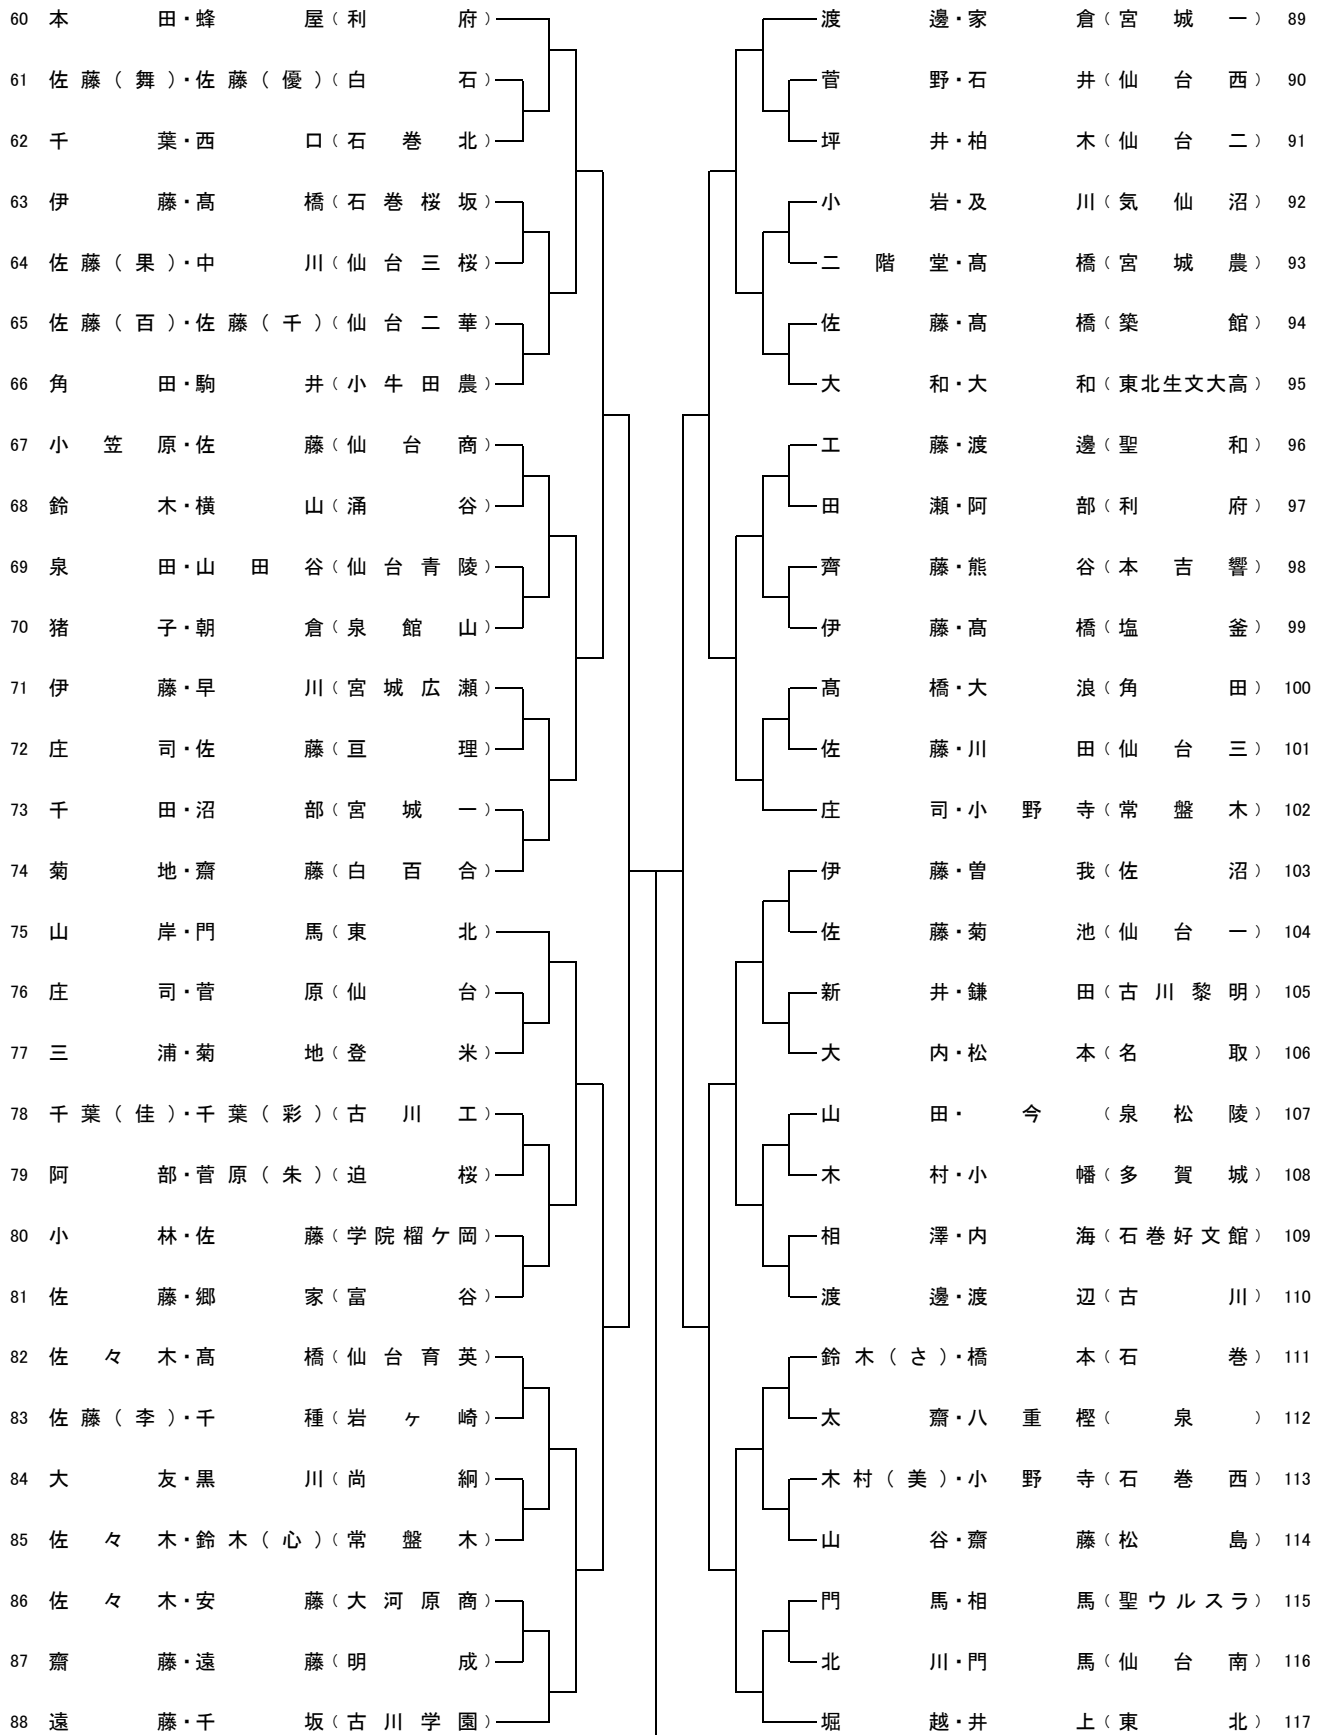 60 本田・蜂屋(利府)
61 佐藤(舞)・佐藤(優)(白石)
62 千葉・西口(石巻北)
63 伊藤・髙橋(石巻桜坂)
64 佐藤(果)・中川(仙台三桜)
65 佐藤(百)・佐藤(千)(仙台二華)
66 角田・駒井(小牛田農)
67 小笠原・佐藤(仙台商)
68 鈴木・横山(涌谷)
69 泉田・山田谷(仙台青陵)
70 猪子・朝倉(泉館山)
71 伊藤・早川(宮城広瀬)
72 庄司・佐藤(亘理)
73 千田・沼部(宮城一)
74 菊地・齋藤(白百合)
75 山岸・門馬(東北)
76 庄司・菅原(仙台)
77 三浦・菊地(登米)
78 千葉(佳)・千葉(彩)(古川工)
79 阿部・菅原(朱)(迫桜)
80 小林・佐藤(学院榴ケ岡)
81 佐藤・郷家(富谷)
82 佐々木・髙橋(仙台育英)
83 佐藤(李)・千種(岩ヶ崎)
84 大友・黒川(尚絅)
85 佐々木・鈴木(心)(常盤木)
86 佐々木・安藤(大河原商)
87 齋藤・遠藤(明成)
88 遠藤・千坂(古川学園)
渡邊・家倉(宮城一) 89
菅野・石井(仙台西) 90
坪井・柏木(仙台二) 91
小岩・及川(気仙沼) 92
二階堂・髙橋(宮城農) 93
佐藤・髙橋(築館) 94
大和・大和(東北生文大高) 95
工藤・渡邊(聖和) 96
田瀬・阿部(利府) 97
齊藤・熊谷(本吉響) 98
伊藤・髙橋(塩釜) 99
髙橋・大浪(角田) 100
佐藤・川田(仙台三) 101
庄司・小野寺(常盤木) 102
伊藤・曽我(佐沼) 103
佐藤・菊池(仙台一) 104
新井・鎌田(古川黎明) 105
大内・松本(名取) 106
山田・今(泉松陵) 107
木村・小幡(多賀城) 108
相澤・内海(石巻好文館) 109
渡邊・渡辺(古川) 110
鈴木(さ)・橋本(石巻) 111
太齋・八重樫(泉) 112
木村(美)・小野寺(石巻西) 113
山谷・齋藤(松島) 114
門馬・相馬(聖ウルスラ) 115
北川・門馬(仙台南) 116
堀越・井上(東北) 117